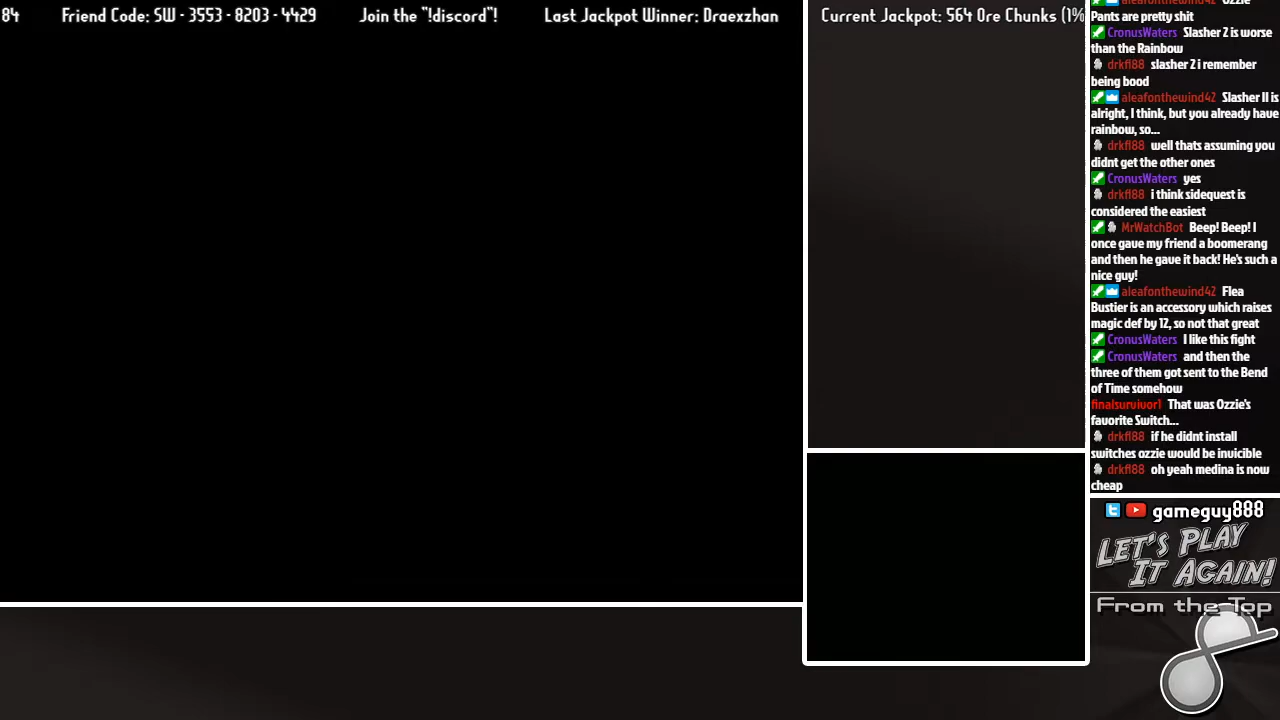 84 Friend Code: SW - 3553 - 8203 - 4429 Join the "!discord"! Last Jackpot Winner: Draexzhan Current Jackpot: 564 Ore Chunks (1%
aleafonthewind42 Ozzie
Pants are pretty shit
CronusWaters Slasher 2 is worse
than the Rainbow
drkfl88 slasher 2 i remember
being bood
aleafonthewind42 Slasher II is
alright, I think, but you already have
rainbow, so...
drkfl88 well thats assuming you
didnt get the other ones
CronusWaters yes
drkfl88 i think sidequest is
considered the easiest
MrWatchBot Beep! Beep! I
once gave my friend a boomerang
and then he gave it back! He's such a
nice guy!
aleafonthewind42 Flea
Bustier is an accessory which raises
magic def by 12, so not that great
CronusWaters I like this fight
CronusWaters and then the
three of them got sent to the Bend
of Time somehow
finalsurvivor1 That was Ozzie's
favorite Switch...
drkfl88 if he didnt install
switches ozzie would be invicible
drkfl88 oh yeah medina is now
cheap
gameguy888
LET'S PLAY
IT AGAIN!
From the Top